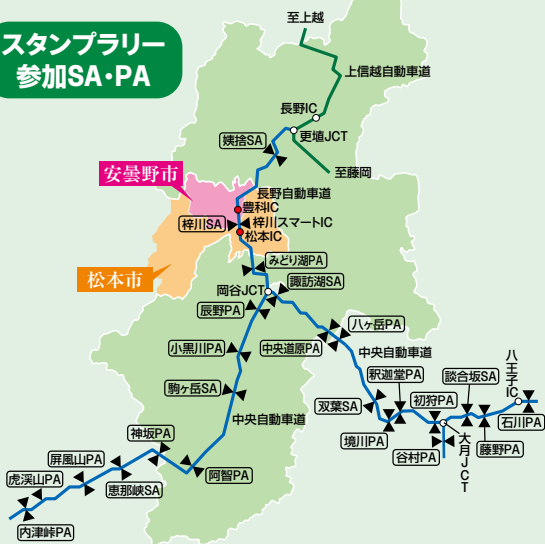 スタンプラリー
参加SA・PA
至上越
上信越自動車道
長野IC
更埴JCT
姨捨SA
至藤岡
安曇野市
長野自動車道
豊科IC
梓川SA
梓川スマートIC
松本IC
松本市
みどり湖PA
岡谷JCT
諏訪湖SA
辰野PA
八ヶ岳PA
小黒川PA
中央道原PA
中央自動車道
釈迦堂PA
談合坂SA
八王子IC
駒ヶ岳SA
双葉SA
初狩PA
中央自動車道
石川PA
神坂PA
境川PA
藤野PA
谷村PA
大月JCT
屏風山PA
阿智PA
虎渓山PA
恵那峡SA
内津峠PA